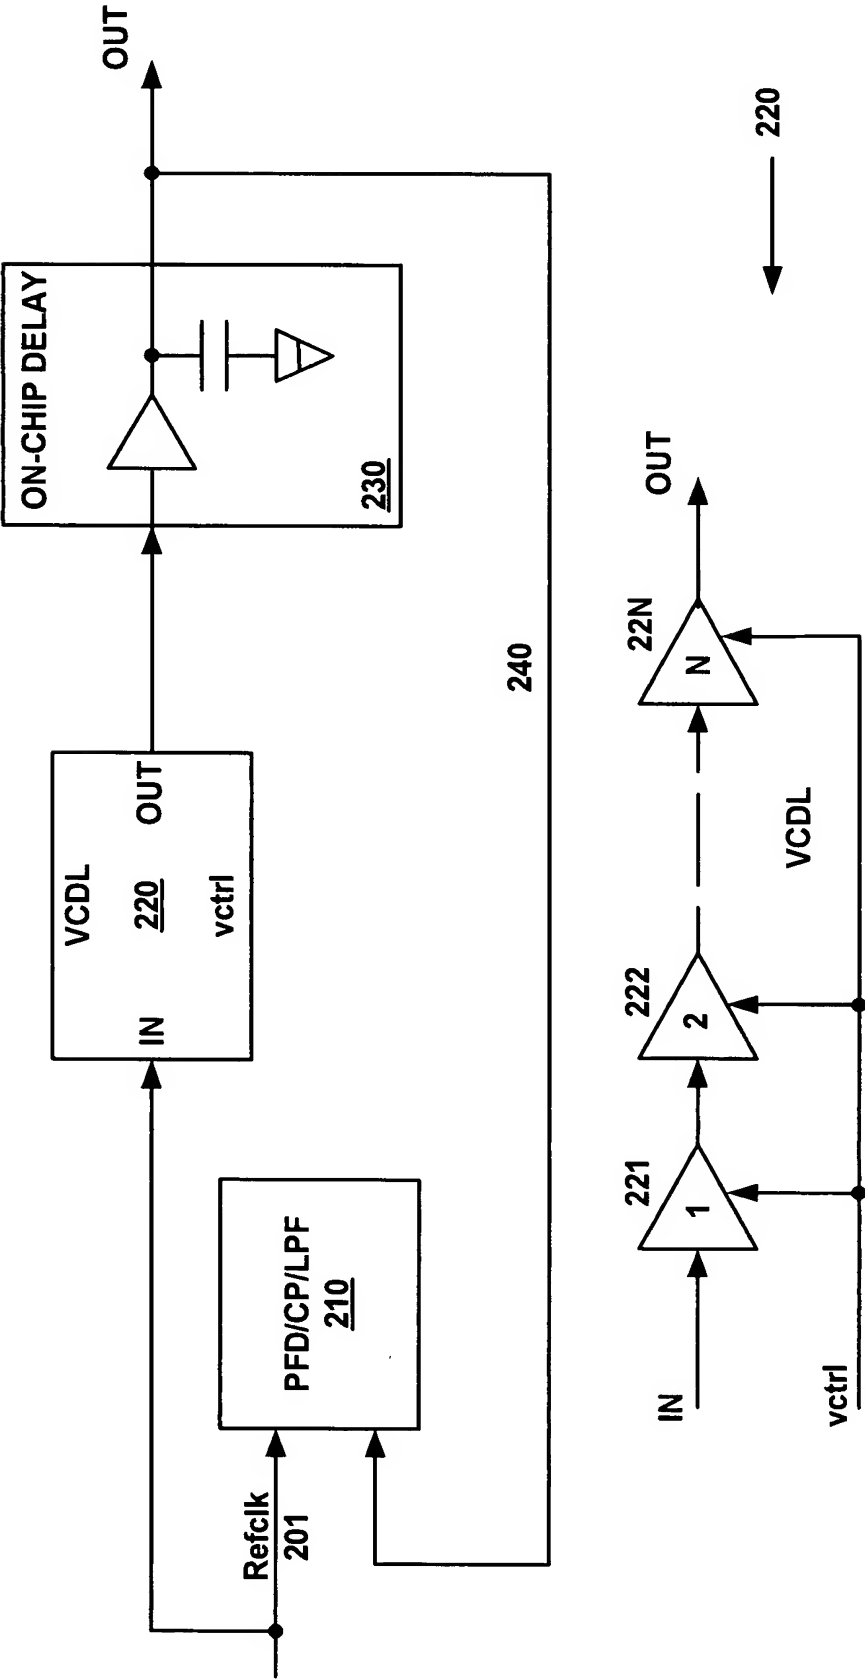 OUT
ON-CHIP DELAY
230
VCDL
220
IN
OUT
vctrl
PFD/CP/LPF
210
Refclk
201
240
220
IN
221
1
222
2
22N
N
OUT
VCDL
vctrl